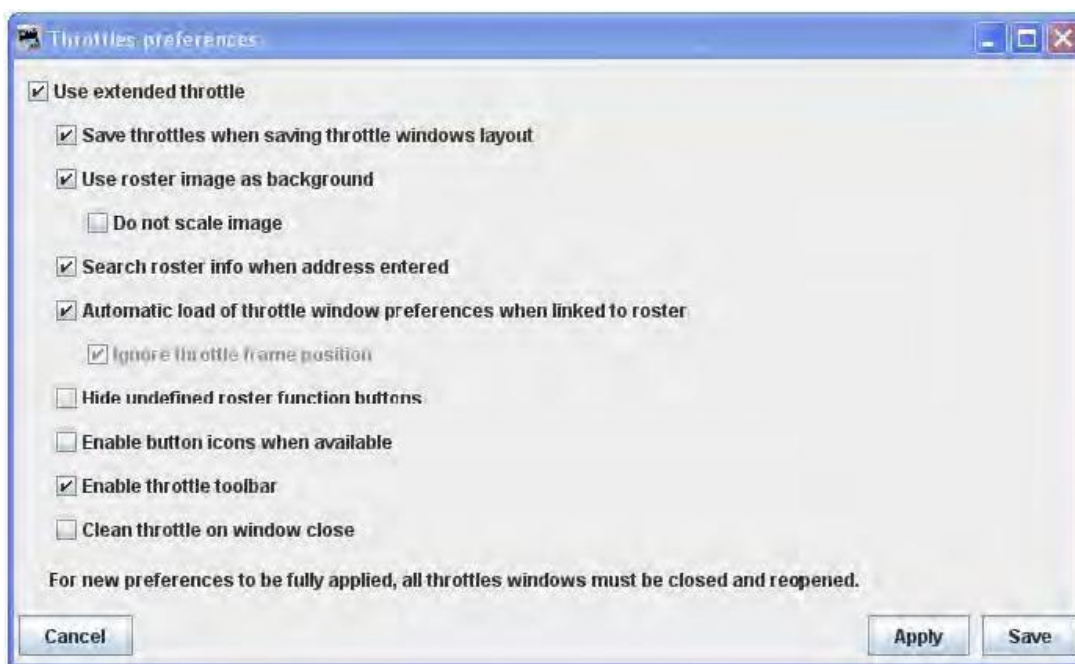 Throttles preferences
Use extended throttle
Save throttles when saving throttle windows layout
Use roster image as background
Do not scale image
Search roster info when address entered
Automatic load of throttle window preferences when linked to roster
Ignore throttle frame position
Hide undefined roster function buttons
Enable button icons when available
Enable throttle toolbar
Clean throttle on window close
For new preferences to be fully applied, all throttles windows must be closed and reopened.
Cancel Apply Save